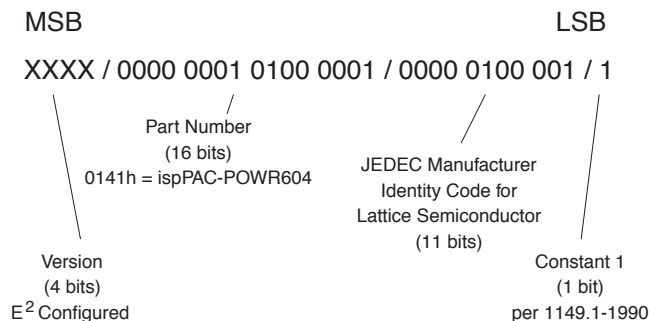 MSB LSB
XXXX / 0000 0001 0100 0001 / 0000 0100 001 / 1
Part Number
(16 bits)
0141h = ispPAC-POWR604
JEDEC Manufacturer
Identity Code for
Lattice Semiconductor
(11 bits)
Version
(4 bits)
E² Configured
Constant 1
(1 bit)
per 1149.1-1990